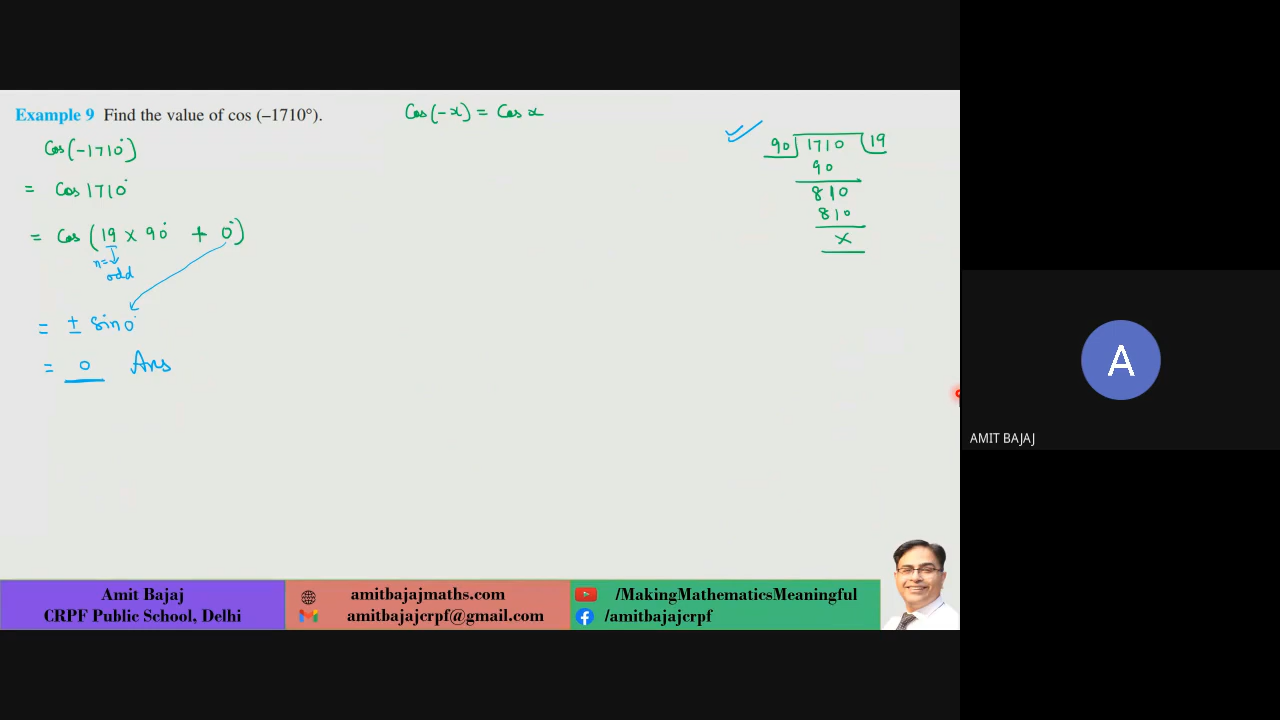 Example 9 Find the value of cos (–1710°).
Cos(-x) = Cos x
Cos(-1710°)
= Cos 1710°
= Cos (19 x 90° + 0°)
n= odd
= ± Sin 0°
= 0 Ans
90 1710 19
90
810
810
x
AMIT BAJAJ
A
Amit Bajaj
CRPF Public School, Delhi
amitbajajmaths.com
amitbajajcrpf@gmail.com
/MakingMathematicsMeaningful
/amitbajajcrpf